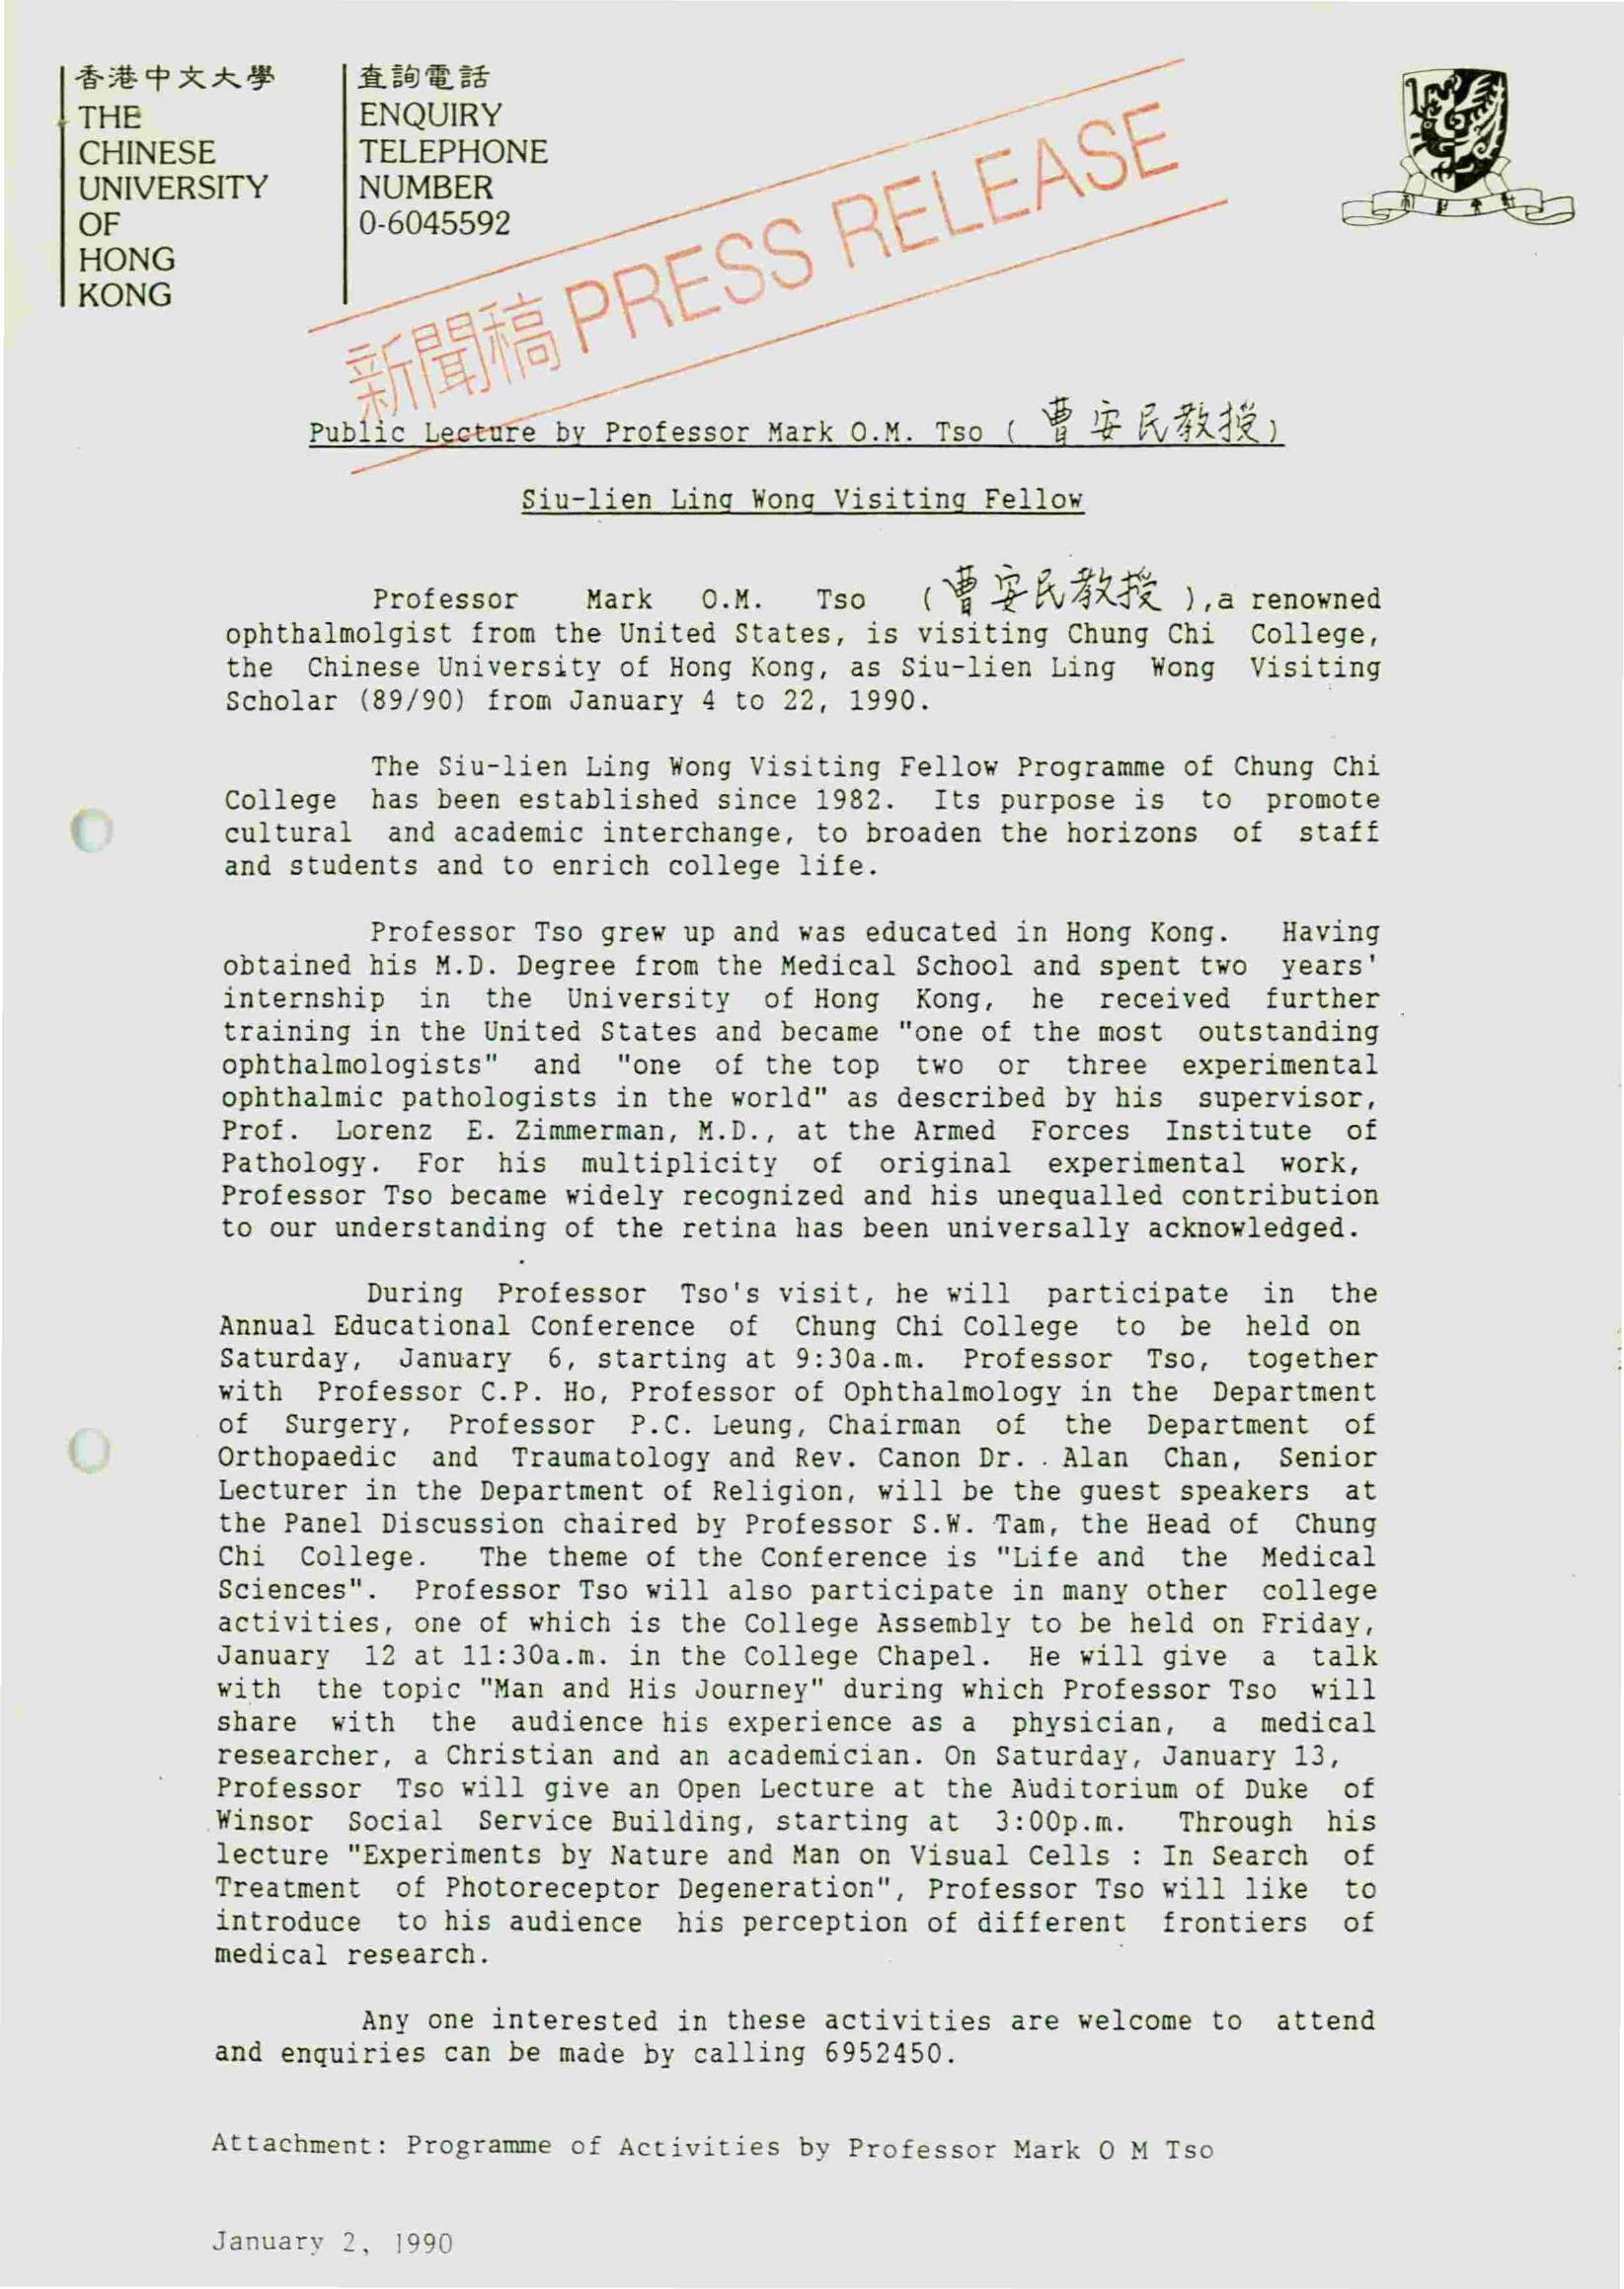 香港中文大學
THE
CHINESE
UNIVERSITY
OF
HONG
KONG
查詢電話
ENQUIRY
TELEPHONE
NUMBER
0-6045592
新聞稿 PRESS RELEASE
Public Lecture by Professor Mark O.M. Tso ( 曹安民教授)
Siu-lien Ling Wong Visiting Fellow
Professor Mark O.M. Tso (曹安民教授 ),a renowned
ophthalmolgist from the United States, is visiting Chung Chi College,
the Chinese University of Hong Kong, as Siu-lien Ling Wong Visiting
Scholar (89/90) from January 4 to 22, 1990.
The Siu-lien Ling Wong Visiting Fellow Programme of Chung Chi
College has been established since 1982. Its purpose is to promote
cultural and academic interchange, to broaden the horizons of staff
and students and to enrich college life.
Professor Tso grew up and was educated in Hong Kong. Having
obtained his M.D. Degree from the Medical School and spent two years'
internship in the University of Hong Kong, he received further
training in the United States and became "one of the most outstanding
ophthalmologists" and "one of the top two or three experimental
ophthalmic pathologists in the world" as described by his supervisor,
Prof. Lorenz E. Zimmerman, M.D., at the Armed Forces Institute of
Pathology. For his multiplicity of original experimental work,
Professor Tso became widely recognized and his unequalled contribution
to our understanding of the retina has been universally acknowledged.
During Professor Tso's visit, he will participate in the
Annual Educational Conference of Chung Chi College to be held on
Saturday, January 6, starting at 9:30a.m. Professor Tso, together
with Professor C.P. Ho, Professor of Ophthalmology in the Department
of Surgery, Professor P.C. Leung, Chairman of the Department of
Orthopaedic and Traumatology and Rev. Canon Dr. Alan Chan, Senior
Lecturer in the Department of Religion, will be the guest speakers at
the Panel Discussion chaired by Professor S.W. Tam, the Head of Chung
Chi College. The theme of the Conference is "Life and the Medical
Sciences". Professor Tso will also participate in many other college
activities, one of which is the College Assembly to be held on Friday,
January 12 at 11:30a.m. in the College Chapel. He will give a talk
with the topic "Man and His Journey" during which Professor Tso will
share with the audience his experience as a physician, a medical
researcher, a Christian and an academician. On Saturday, January 13,
Professor Tso will give an Open Lecture at the Auditorium of Duke of
Winsor Social Service Building, starting at 3:00p.m. Through his
lecture "Experiments by Nature and Man on Visual Cells : In Search of
Treatment of Photoreceptor Degeneration", Professor Tso will like to
introduce to his audience his perception of different frontiers of
medical research.
Any one interested in these activities are welcome to attend
and enquiries can be made by calling 6952450.
Attachment: Programme of Activities by Professor Mark O M Tso
January 2, 1990